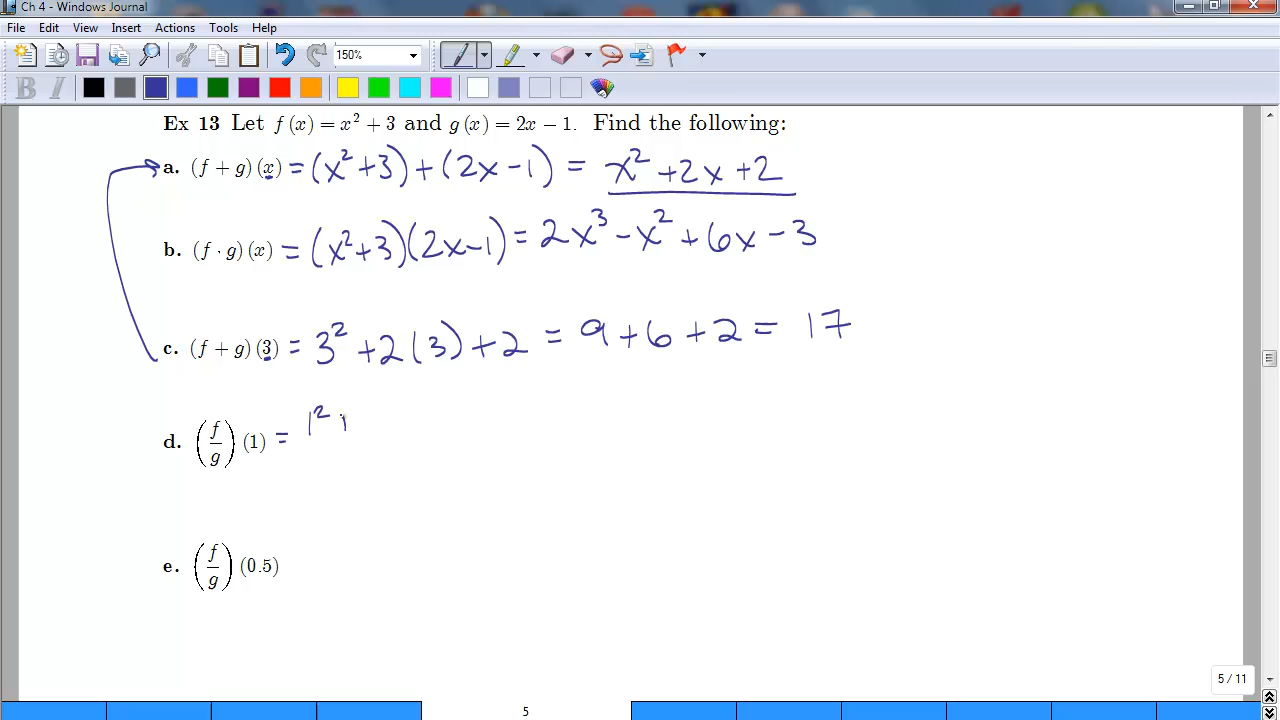 Ch 4 - Windows Journal
File Edit View Insert Actions Tools Help
150%
B I
Ex 13 Let f (x) = x² + 3 and g (x) = 2x − 1. Find the following:
a. (f + g) (x) = (x² + 3) + (2x − 1) = x² + 2x + 2
b. (f · g) (x) = (x² + 3)(2x − 1) = 2x³ − x² + 6x − 3
c. (f + g) (3) = 3² + 2(3) + 2 = 9 + 6 + 2 = 17
d. (f/g) (1) = 1²
e. (f/g) (0.5)
5 / 11
5